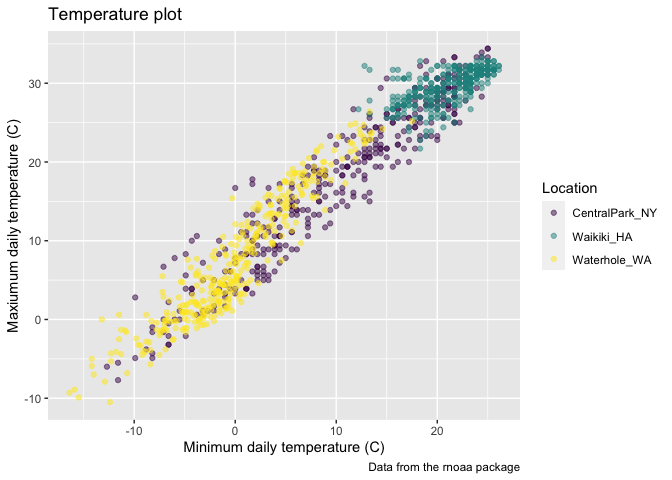 Temperature plot
Maxiumum daily temperature (C)
30
20
10
0
-10
-10
0
10
20
Minimum daily temperature (C)
Location
CentralPark_NY
Waikiki_HA
Waterhole_WA
Data from the rnoaa package